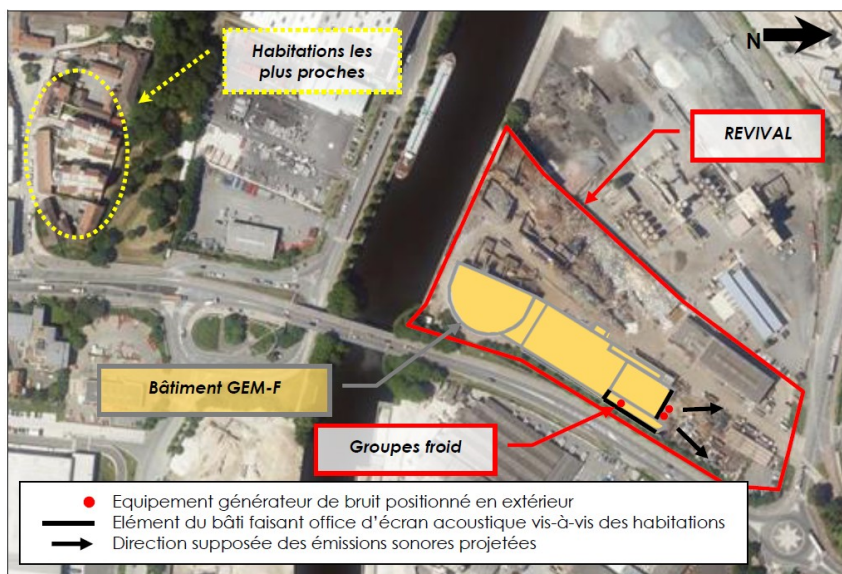 Habitations les
plus proches
N
REVIVAL
Bâtiment GEM-F
Groupes froid
Equipement générateur de bruit positionné en extérieur
Elément du bâti faisant office d'écran acoustique vis-à-vis des habitations
Direction supposée des émissions sonores projetées